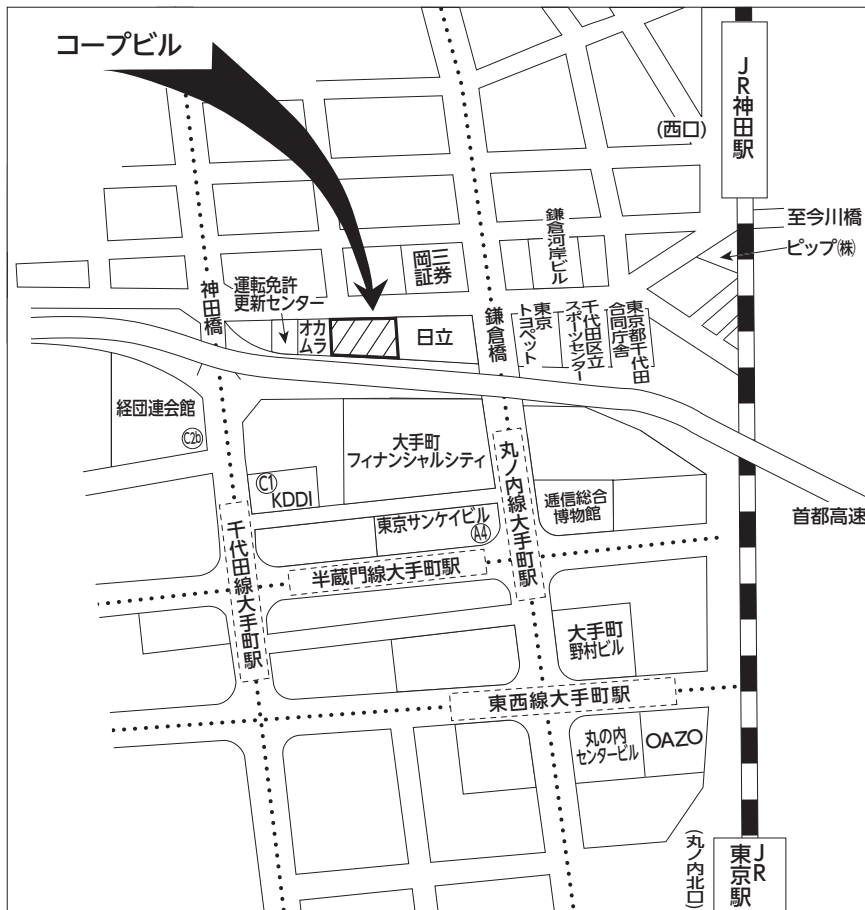 コープビル
JR神田駅
(西口)
至今川橋
ピップ㈱
鎌倉河岸ビル
岡三
証券
運転免許
更新センター
神田橋
オカ
ムラ
日立
鎌倉橋
東京
トヨペット
千代田区立
スポーツセンター
東京都千代田
合同庁舎
経団連会館
C2b
大手町
フィナンシャルシティ
丸ノ内線大手町駅
C1
KDDI
逓信総合
博物館
首都高速
東京サンケイビル
A4
千代田線大手町駅
半蔵門線大手町駅
大手町
野村ビル
東西線大手町駅
丸の内
センタービル
OAZO
(丸ノ内北口)
JR
東京駅